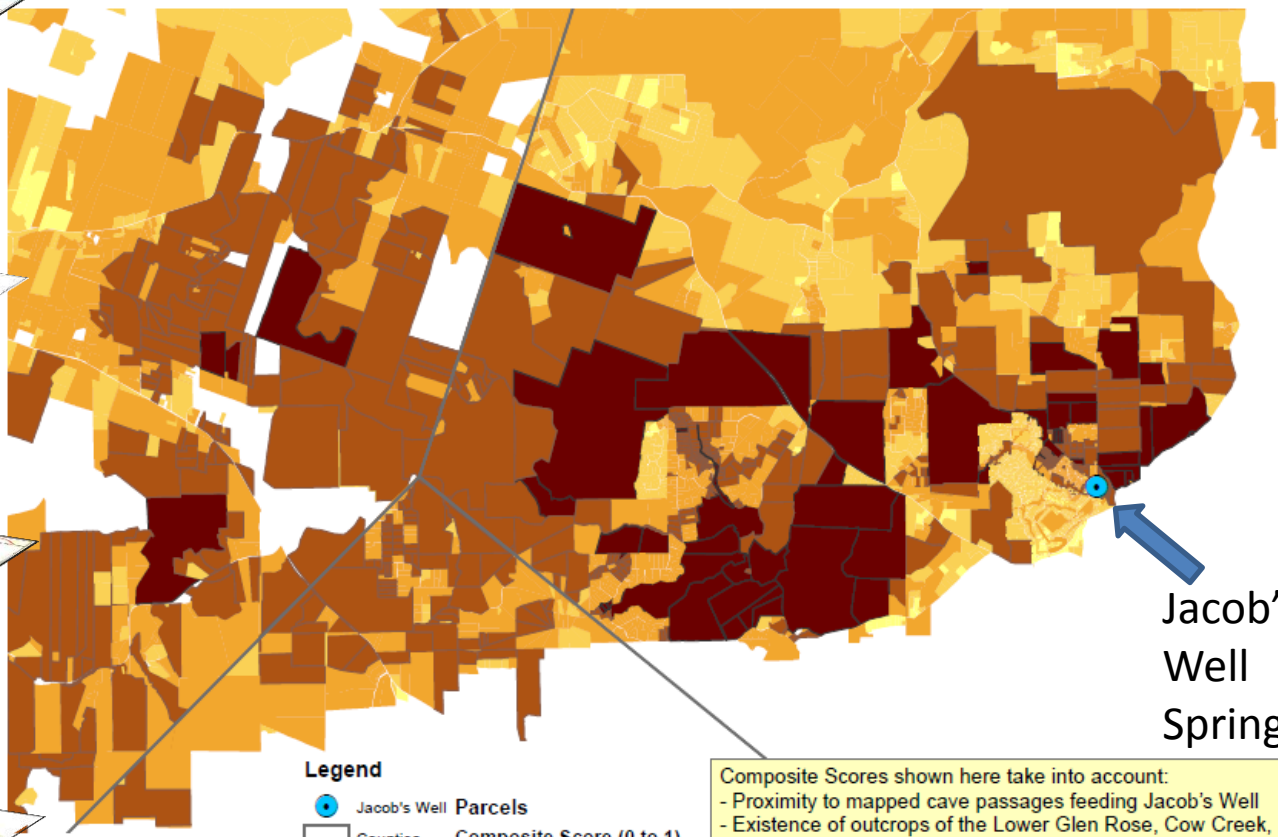 Jacob'
Well
Spring
Legend
Jacob's Well Parcels
Counties Composite Score (0 to 1)
Composite Scores shown here take into account:
- Proximity to mapped cave passages feeding Jacob's Well
- Existence of outcrops of the Lower Glen Rose, Cow Creek,